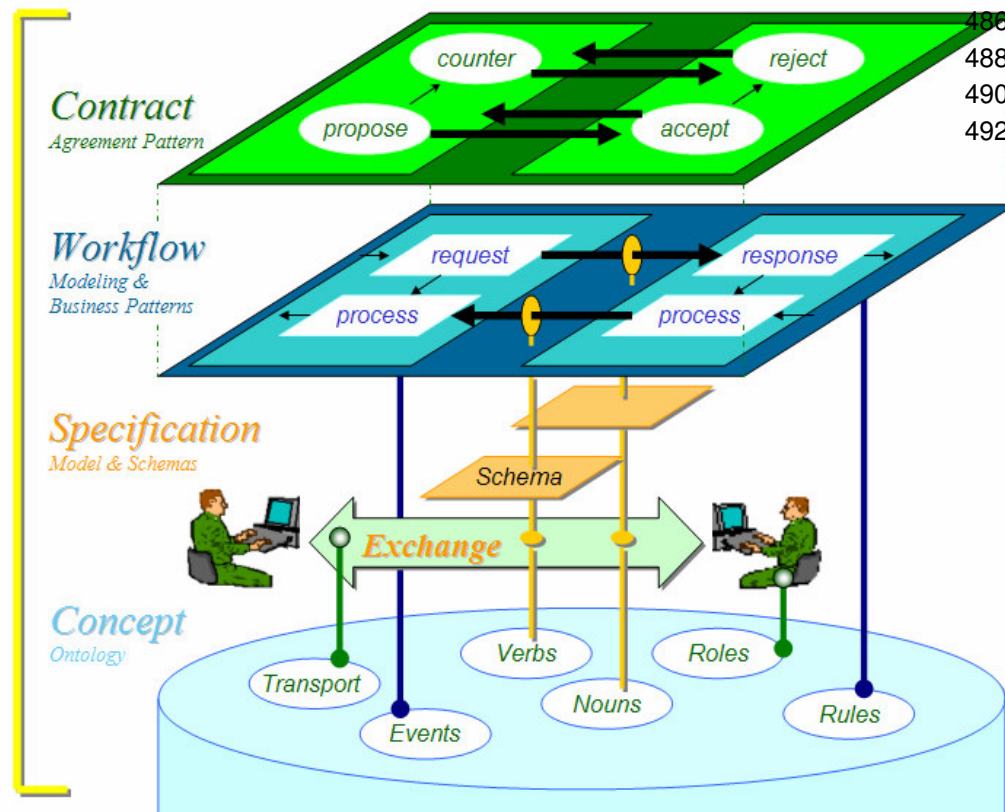 486
counter
reject
488
Contract
490
propose
accept
492
Agreement Pattern
Workflow
request
response
Modeling &
Business Patterns
process
process
Specification
Model & Schemas
Schema
Exchange
Concept
Ontology
Verbs
Roles
Transport
Nouns
Events
Rules